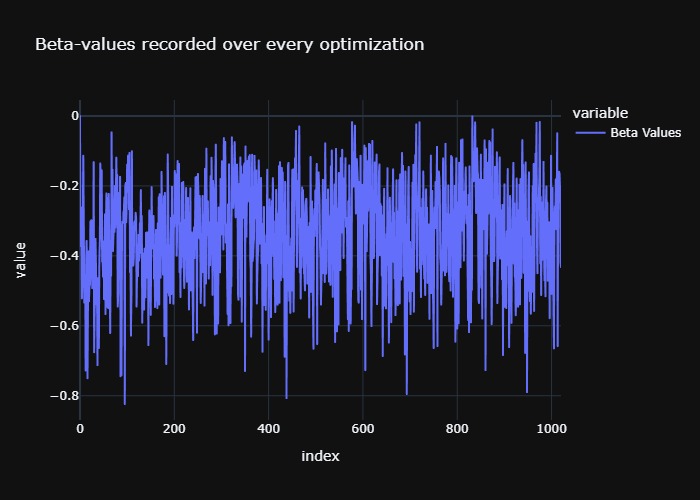 Beta-values recorded over every optimization
variable
Beta Values
value
0
−0.2
−0.4
−0.6
−0.8
0
200
400
600
800
1000
index